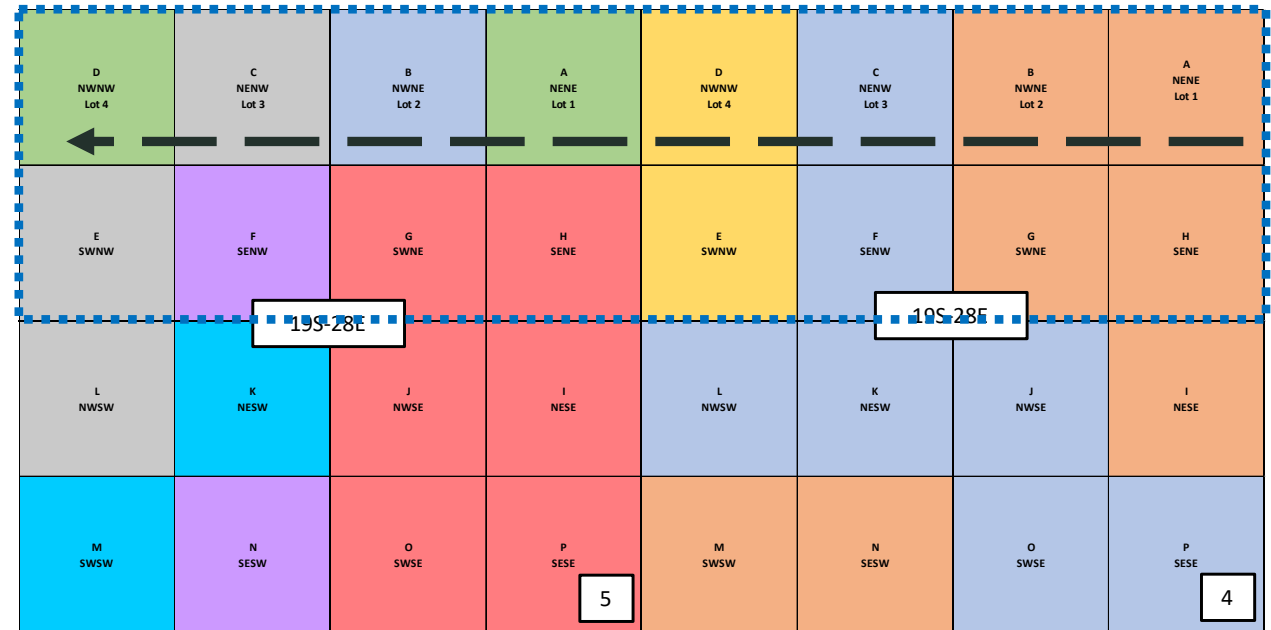 D
NWNW
Lot 4
C
NENW
Lot 3
B
NWNE
Lot 2
A
NENE
Lot 1
D
NWNW
Lot 4
C
NENW
Lot 3
B
NWNE
Lot 2
A
NENE
Lot 1
E
SWNW
F
SENW
G
SWNE
H
SENE
E
SWNW
F
SENW
G
SWNE
H
SENE
19S-28E
19S-28E
L
NWSW
K
NESW
J
NWSE
I
NESE
L
NWSW
K
NESW
J
NWSE
I
NESE
M
SWSW
N
SESW
O
SWSE
P
SESE
5
M
SWSW
N
SESW
O
SWSE
P
SESE
4